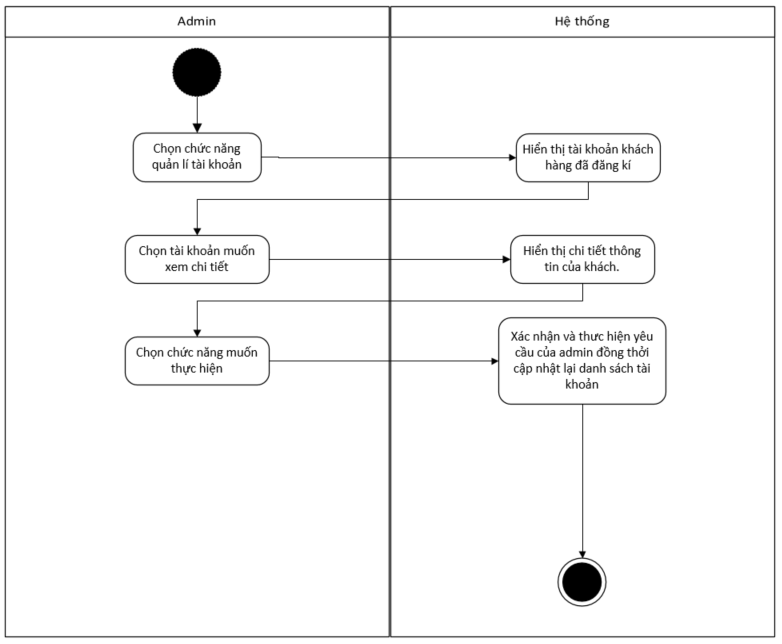 Admin
Hệ thống
Chọn chức năng
quản lí tài khoản
Hiển thị tài khoản khách
hàng đã đăng kí
Chọn tài khoản muốn
xem chi tiết
Hiển thị chi tiết thông
tin của khách.
Chọn chức năng muốn
thực hiện
Xác nhận và thưc hiện yêu
cầu của admin đồng thời
cập nhật lại danh sách tài
khoản